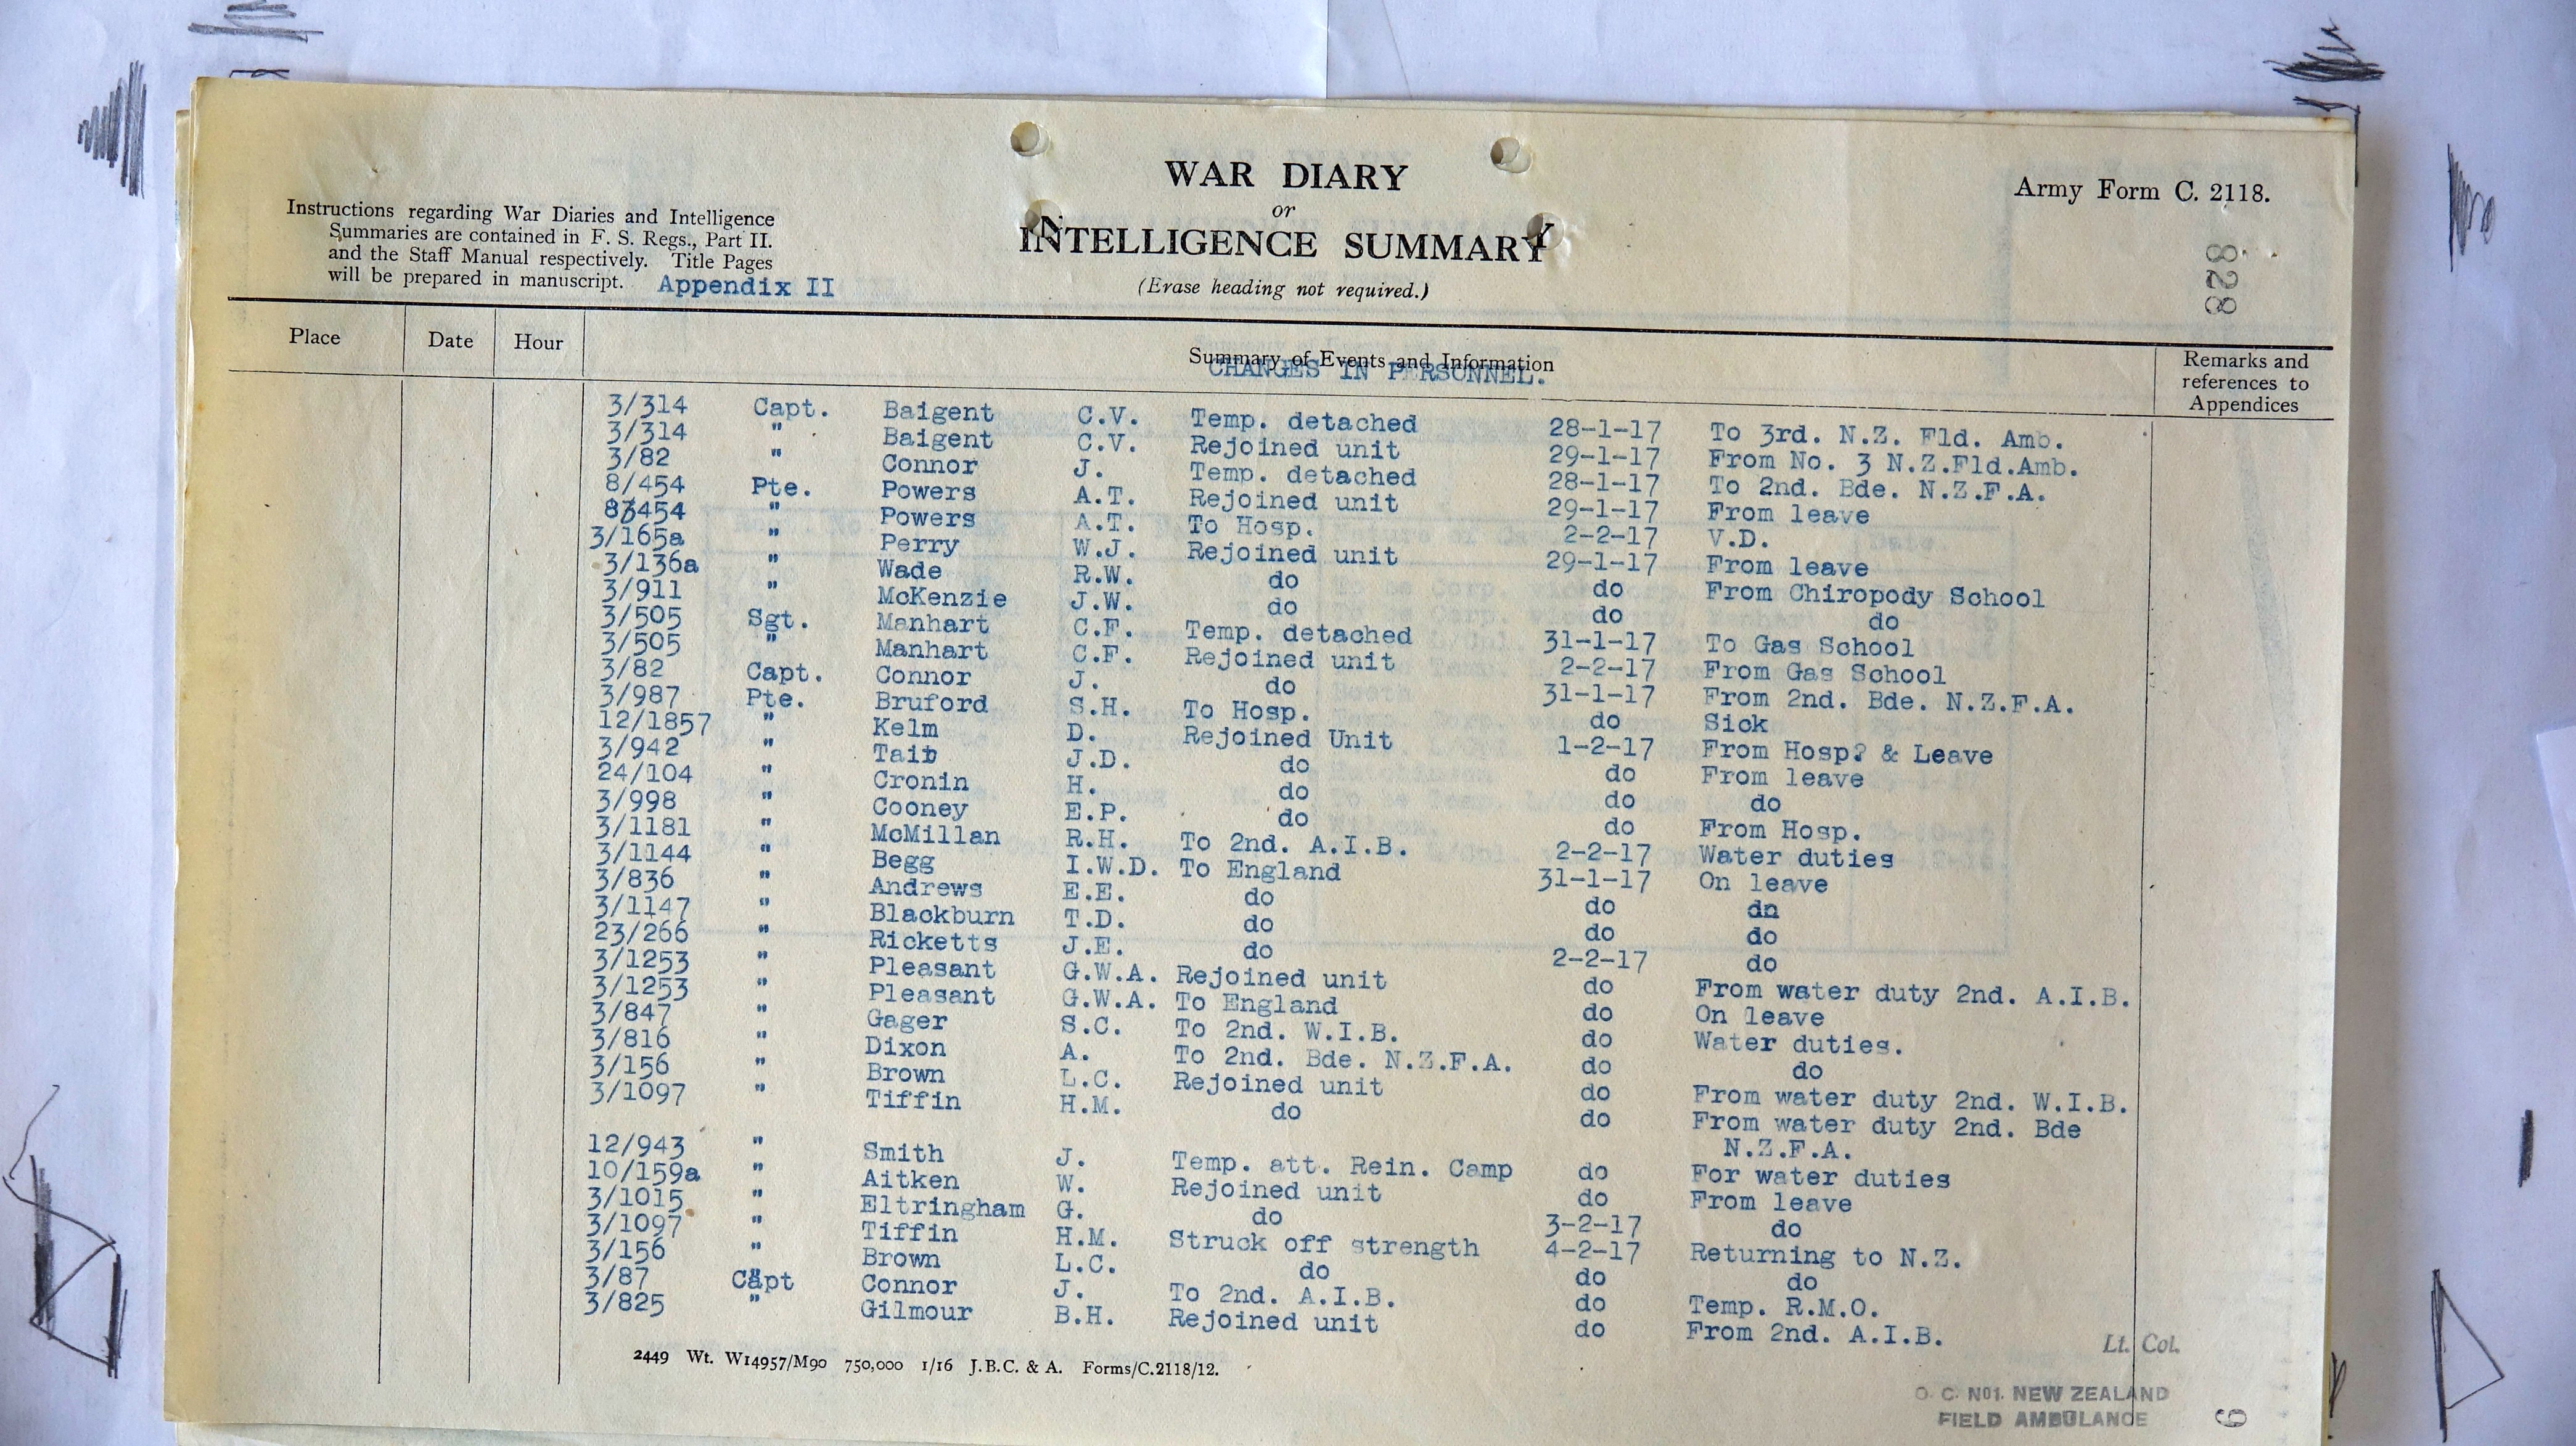 WAR DIARY
or
INTELLIGENCE SUMMARY
(Erase heading not required.)
Army Form C. 2118.
828
Instructions regarding War Diaries and Intelligence
Summaries are contained in F. S. Regs., Part II.
and the Staff Manual respectively. Title Pages
will be prepared in manuscript. Appendix II
Place Date Hour Summary of Events and Information Remarks and references to Appendices
CHANGES IN PERSONNEL.
3/314 Capt. Baigent C.V. Temp. detached 28-1-17 To 3rd. N.Z. Fld. Amb.
3/314 " Baigent C.V. Rejoined unit 29-1-17 From No. 3 N.Z.Fld.Amb.
3/82 " Connor J. Temp. detached 28-1-17 To 2nd. Bde. N.Z.F.A.
8/454 Pte. Powers A.T. Rejoined unit 29-1-17 From leave
" Powers A.T. To Hosp. 2-2-17 V.D.
3/165a " Perry W.J. Rejoined unit 29-1-17 From leave
3/136a " Wade R.W. do do From Chiropody School
3/911 " McKenzie J.W. do do do
3/505 Sgt. Manhart C.F. Temp. detached 31-1-17 To Gas School
3/505 " Manhart C.F. Rejoined unit 2-2-17 From Gas School
3/82 Capt. Connor J. do 31-1-17 From 2nd. Bde. N.Z.F.A.
3/987 Pte. Bruford S.H. To Hosp. do Sick
12/1857 " Kelm D. Rejoined Unit 1-2-17 From Hosp? & Leave
3/942 " Tait J.D. do do From leave
24/104 " Cronin H. do do do
3/998 " Cooney E.P. do do From Hosp.
3/1181 " McMillan R.H. To 2nd. A.I.B. 2-2-17 Water duties
3/1144 " Begg I.W.D. To England 31-1-17 On leave
3/836 " Andrews E.E. do do dn
3/1147 " Blackburn T.D. do do do
23/266 " Ricketts J.E. do 2-2-17 do
3/1253 " Pleasant G.W.A. Rejoined unit do From water duty 2nd. A.I.B.
3/1253 " Pleasant G.W.A. To England do On leave
3/847 " Gager S.C. To 2nd. W.I.B. do Water duties.
3/816 " Dixon A. To 2nd. Bde. N.Z.F.A. do do
3/156 " Brown L.C. Rejoined unit do From water duty 2nd. W.I.B.
3/1097 " Tiffin H.M. do do From water duty 2nd. Bde
N.Z.F.A.
12/943 " Smith J. Temp. att. Rein. Camp do For water duties
10/159a " Aitken W. Rejoined unit do From leave
3/1015 " Eltringham G. do 3-2-17 do
3/1097 " Tiffin H.M. Struck off strength 4-2-17 Returning to N.Z.
3/156 " Brown L.C. do do do
3/87 Capt Connor J. To 2nd. A.I.B. do Temp. R.M.O.
3/825 " Gilmour B.H. Rejoined unit do From 2nd. A.I.B.
Lt. Col.
2449 Wt. W14957/M90 750,000 1/16 J.B.C. & A. Forms/C.2118/12.
O. C. No1. NEW ZEALAND
FIELD AMBULANCE
6